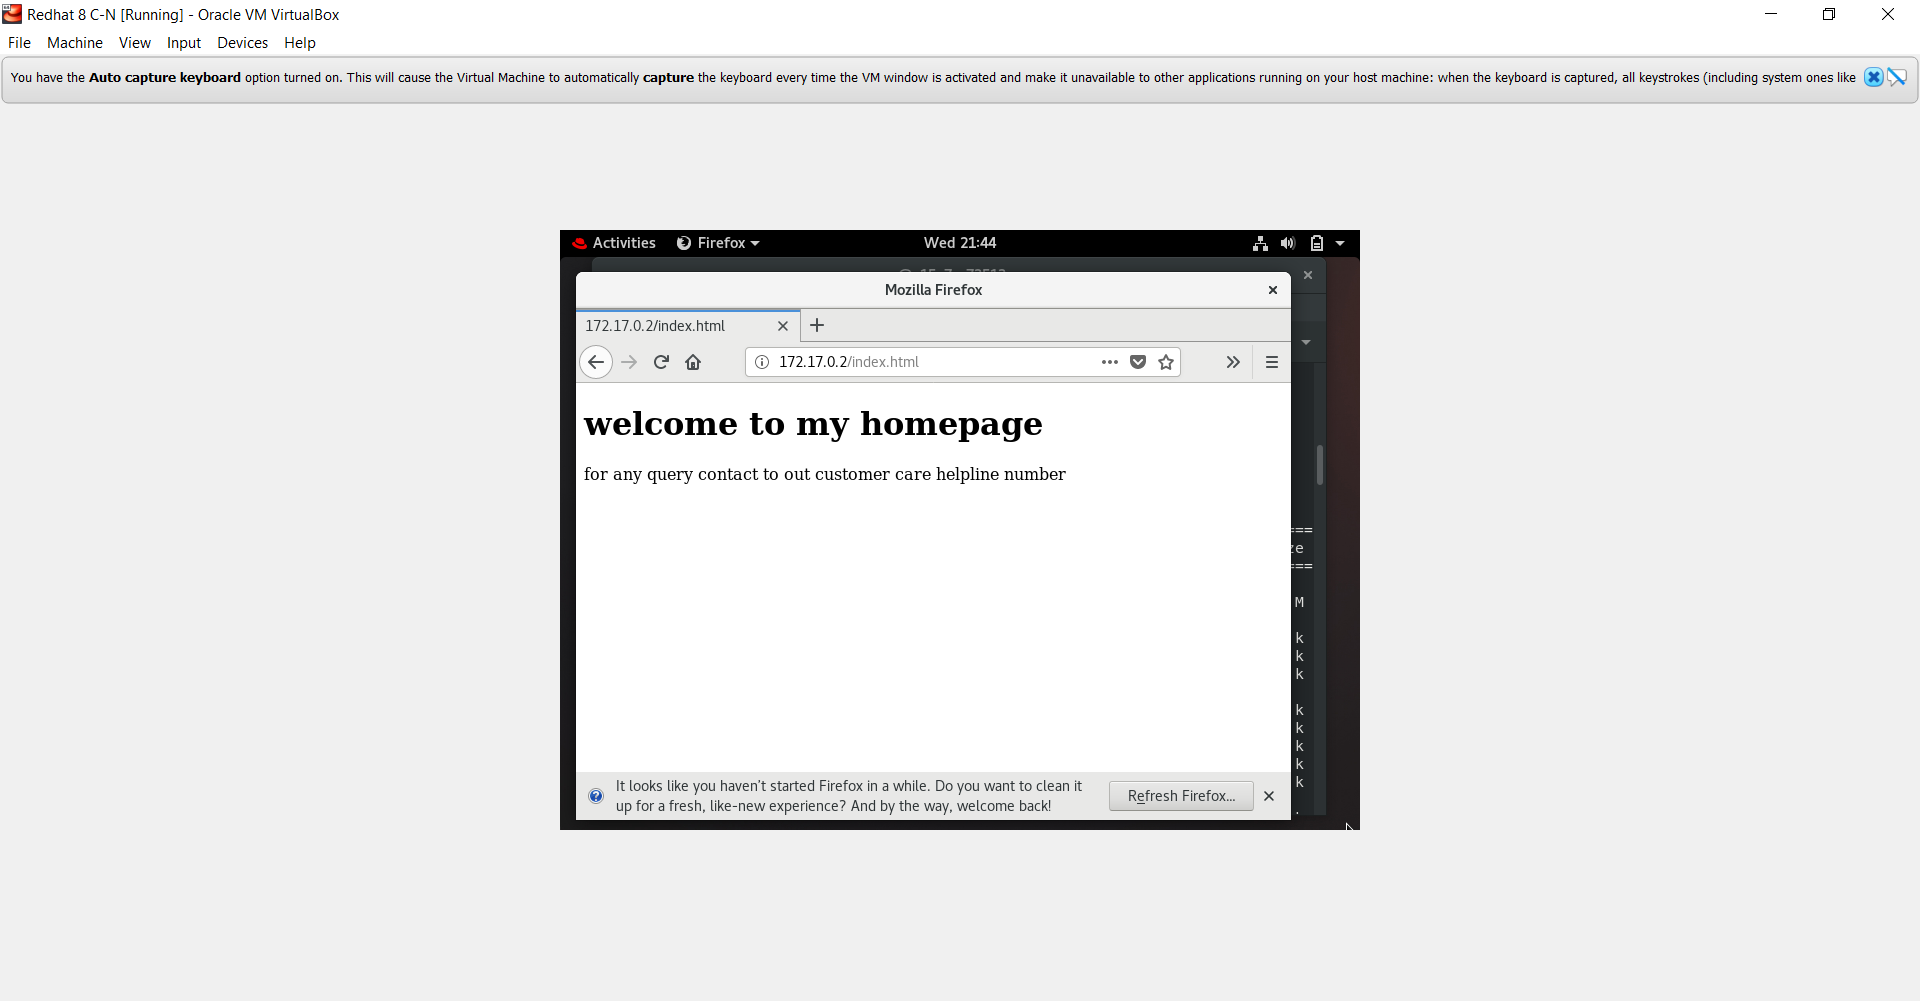 Redhat 8 C-N [Running] - Oracle VM VirtualBox
File Machine View Input Devices Help
You have the Auto capture keyboard option turned on. This will cause the Virtual Machine to automatically capture the keyboard every time the VM window is activated and make it unavailable to other applications running on your host machine: when the keyboard is captured, all keystrokes (including system ones like
Activities Firefox Wed 21:44
Mozilla Firefox
172.17.0.2/index.html
172.17.0.2/index.html
welcome to my homepage
for any query contact to out customer care helpline number
===
ze
===
M
k
k
k
k
k
k
k
k
It looks like you haven't started Firefox in a while. Do you want to clean it
up for a fresh, like-new experience? And by the way, welcome back!
Refresh Firefox...